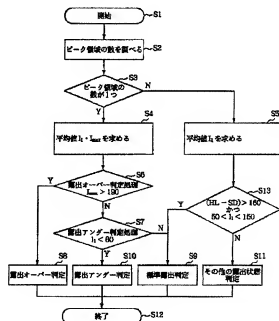 開始
S1
ピーク領域の数を調べる
S2
ピーク領域の
数が1つ
S3
Y
N
S4
S5
平均値I₁・Imaxを求める
平均値I₁を求める
S6
露出オーバー判定処理
Imax > 190
Y
N
S7
露出アンダー判定処理
I₁ < 60
Y
N
S13
(HL－SD)>160
かつ
50<I₁<150
Y
N
S8
S10
S9
S11
露出オーバー判定
露出アンダー判定
標準露出判定
その他の露出状態
判定
終了
S12